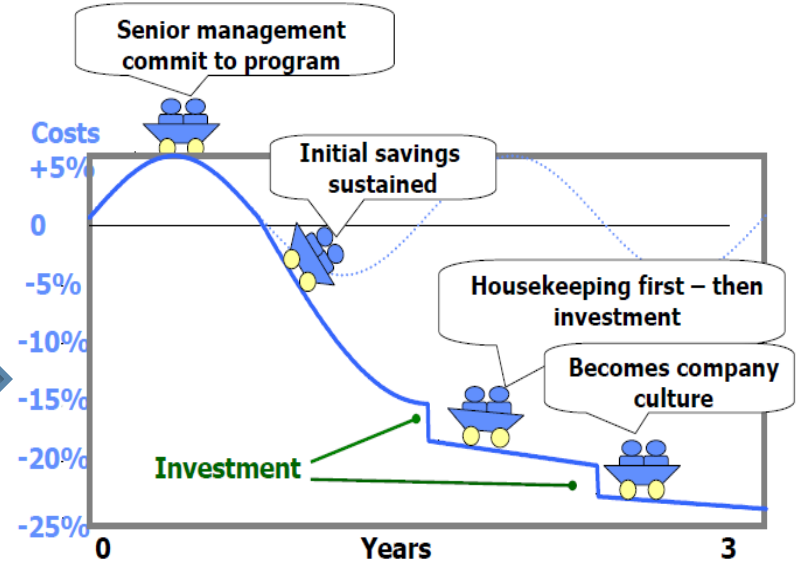 Senior management
commit to program
Costs
+5%
Initial savings
sustained
0
-5%
Housekeeping first – then
investment
-10%
Becomes company
culture
-15%
-20%
Investment
-25%
0
Years
3